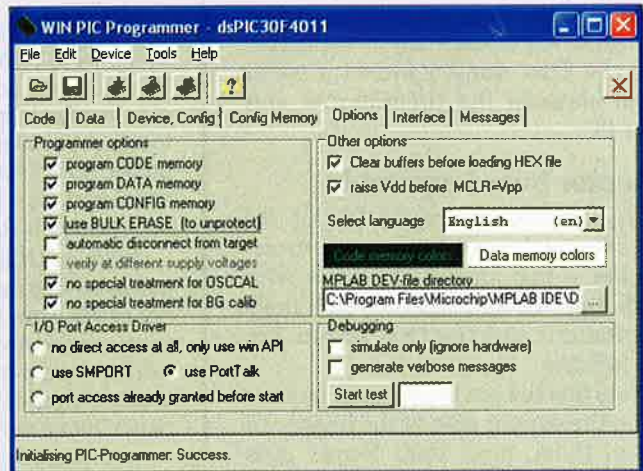 WIN PIC Programmer - dsPIC30F4011
File Edit Device Tools Help
Code Data Device, Config Config Memory Options Interface Messages
Programmer options
program CODE memory
program DATA memory
program CONFIG memory
use BULK ERASE (to unprotect)
automatic disconnect from target
verify at different supply voltages
no special treatment for OSCCAL
no special treatment for BG calib
Other options
Clear buffers before loading HEX file
raise Vdd before MCLR=Vpp
Select language English (en)
Code memory colors Data memory colors
MPLAB DEV-file directory
C:\Program Files\Microchip\MPLAB IDE\D ...
I/O Port Access Driver
no direct access at all, only use win API
use SMPORT use PortTalk
port access already granted before start
Debugging
simulate only (ignore hardware)
generate verbose messages
Start test
Initialising PIC-Programmer: Success.